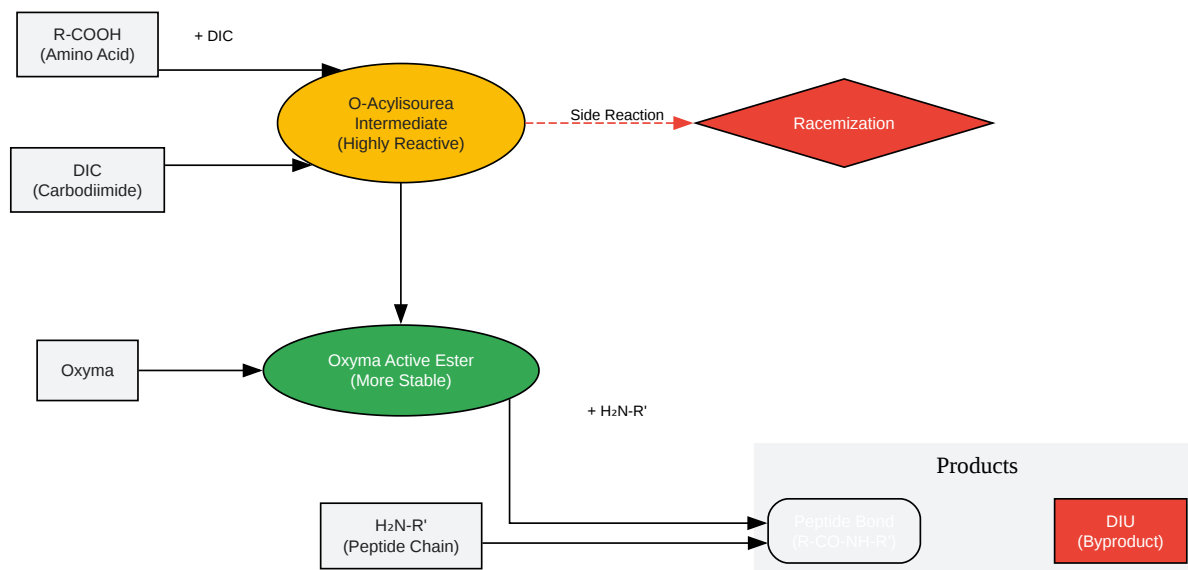 R-COOH
(Amino Acid)
+ DIC
O-Acylisourea
Intermediate
(Highly Reactive)
Side Reaction
Racemization
DIC
(Carbodiimide)
Oxyma
Oxyma Active Ester
(More Stable)
+ H₂N-R'
Products
H₂N-R'
(Peptide Chain)
Peptide Bond
(R-CO-NH-R')
DIU
(Byproduct)